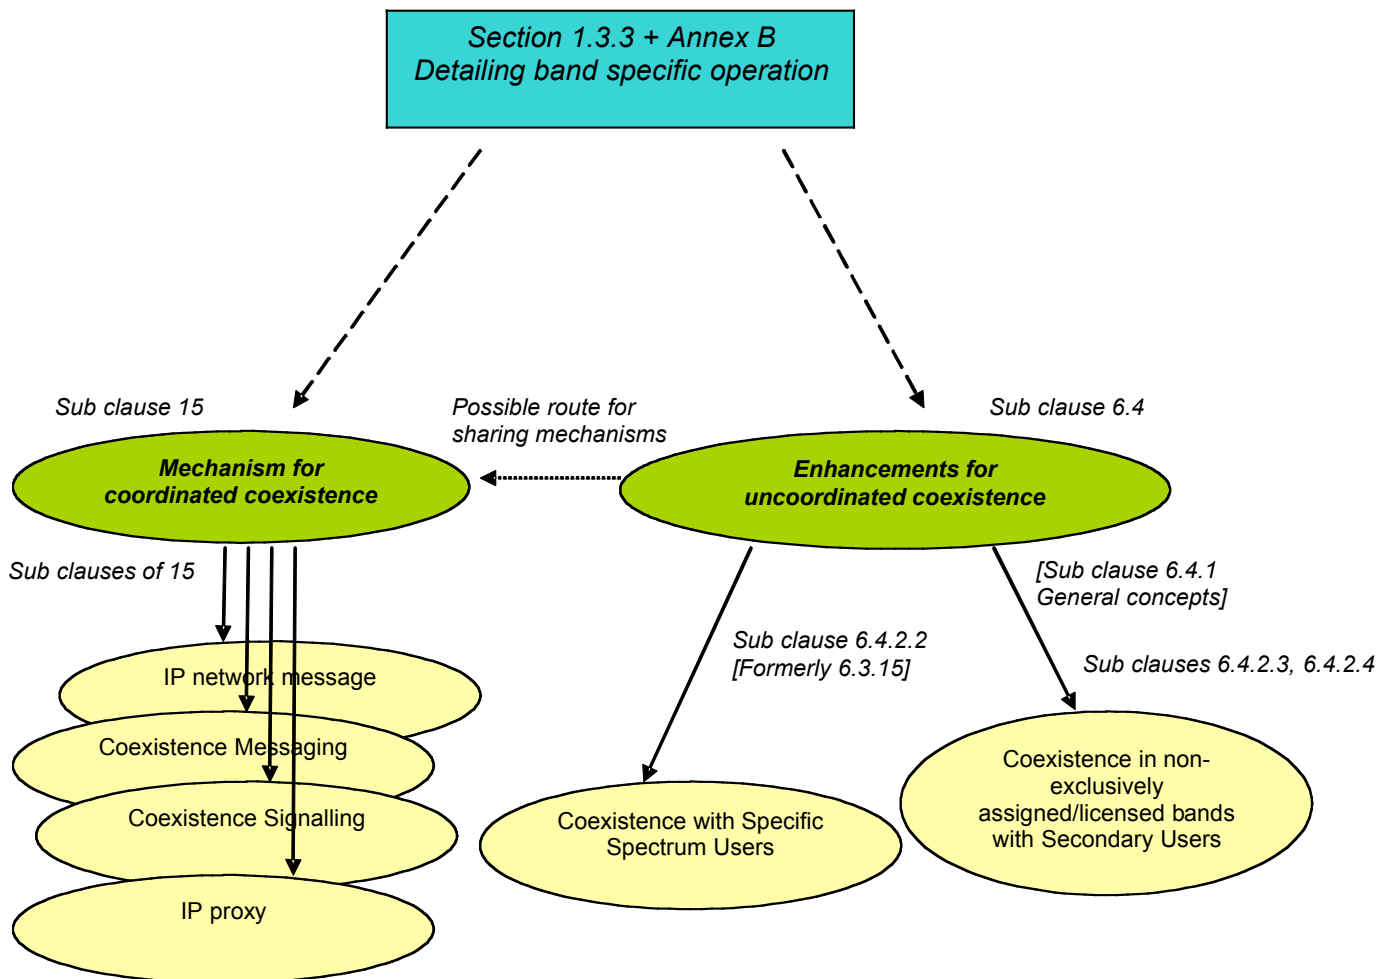 Section 1.3.3 + Annex B
Detailing band specific operation
Sub clause 15
Possible route for
sharing mechanisms
Sub clause 6.4
Mechanism for
coordinated coexistence
Enhancements for
uncoordinated coexistence
Sub clauses of 15
[Sub clause 6.4.1
General concepts]
Sub clause 6.4.2.2
[Formerly 6.3.15]
Sub clauses 6.4.2.3, 6.4.2.4
IP network message
Coexistence Messaging
Coexistence Signalling
IP proxy
Coexistence with Specific
Spectrum Users
Coexistence in non-
exclusively
assigned/licensed bands
with Secondary Users